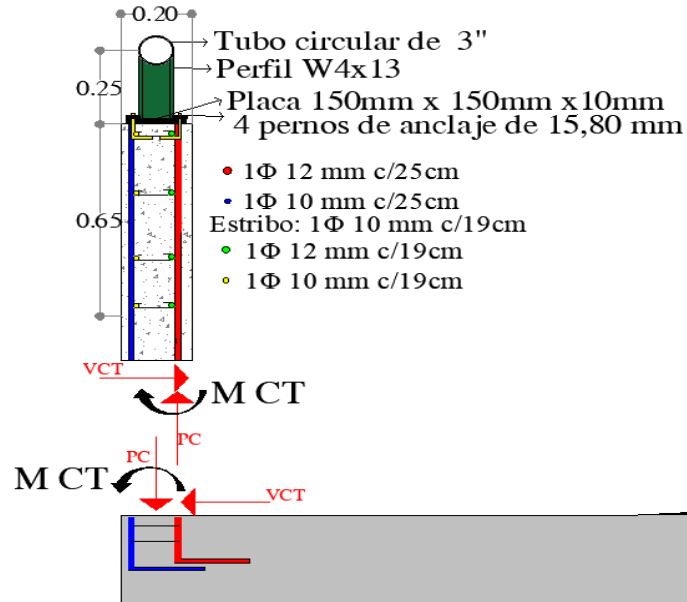 0.20
Tubo circular de 3"
Perfil W4x13
0.25
Placa 150mm x 150mm x10mm
4 pernos de anclaje de 15,80 mm
1Φ 12 mm c/25cm
1Φ 10 mm c/25cm
0.65
Estribo: 1Φ 10 mm c/19cm
1Φ 12 mm c/19cm
1Φ 10 mm c/19cm
VCT
M CT
PC
PC
M CT
VCT